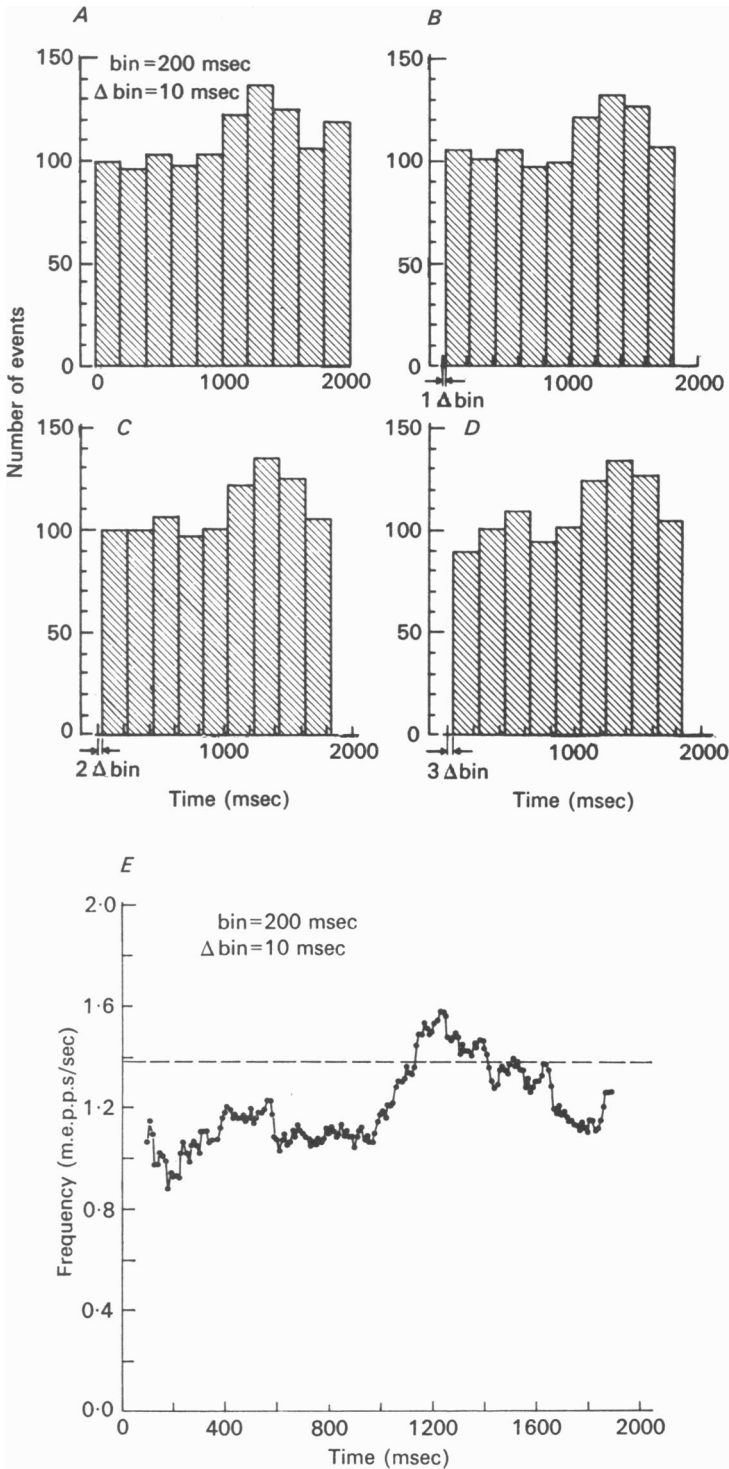 A
B
150
100
50
0
bin=200 msec
Δ bin=10 msec
0
1000
2000
150
100
50
0
1000
2000
1 Δ bin
Number of events
C
D
150
100
50
0
1000
2000
2 Δ bin
Time (msec)
150
100
50
0
1000
2000
3 Δbin
Time (msec)
E
bin=200 msec
Δ bin=10 msec
2·0
1·6
1·2
0·8
0·4
0·0
Frequency (m.e.p.p.s/sec)
0
400
800
1200
1600
2000
Time (msec)